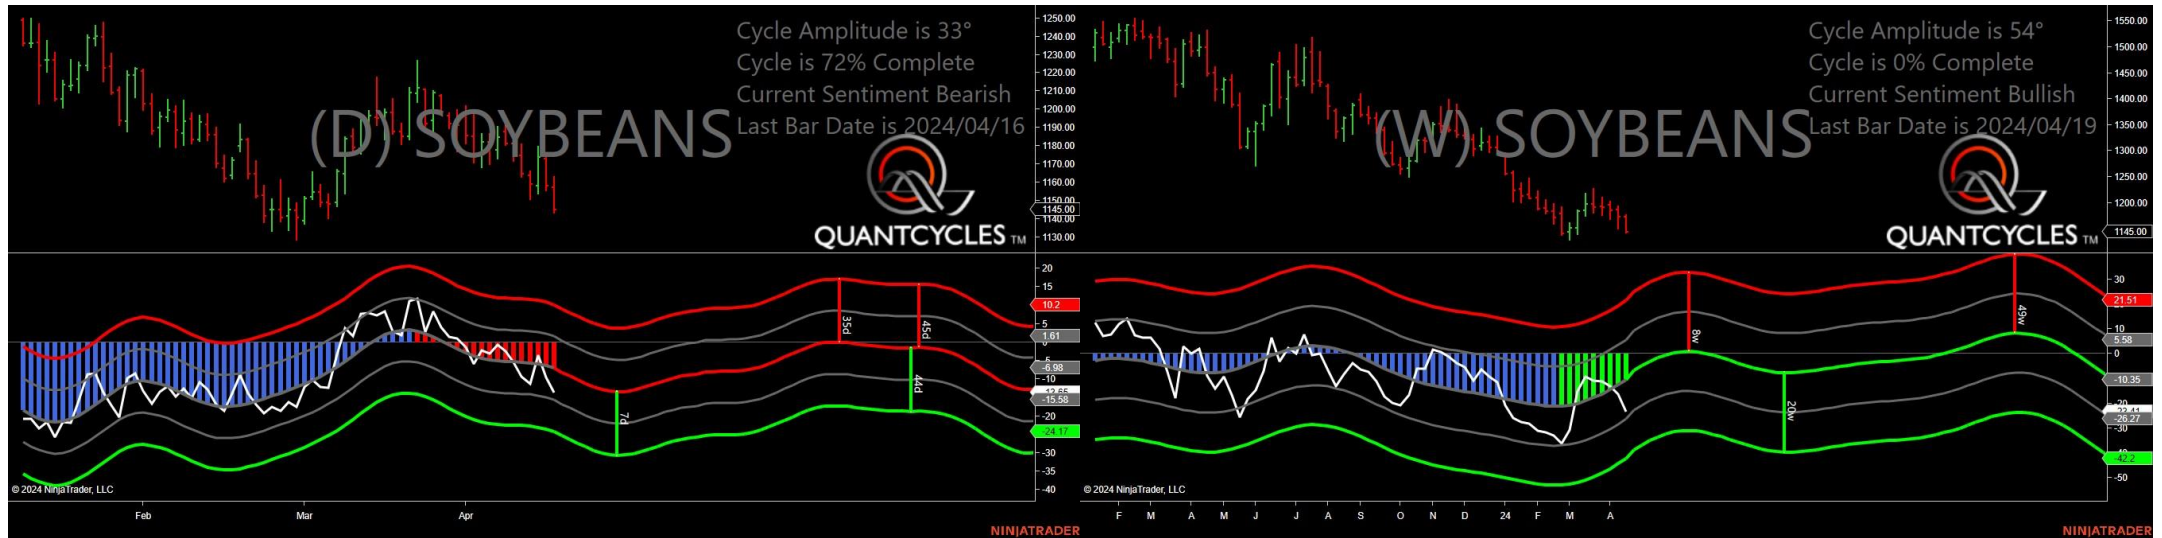 Cycle Amplitude is 33°
Cycle is 72% Complete
Current Sentiment Bearish
Last Bar Date is 2024/04/16
(D) SOYBEANS
QUANTCYCLES TM
1250.00
1240.00
1230.00
1220.00
1210.00
1200.00
1190.00
1180.00
1170.00
1160.00
1150.00
1145.00
1140.00
1130.00
20
15
10.2
5
1.61
0
-5
-6.98
-10
-15.58
-20
-24.17
-30
-35
-40
35d
45d
44d
7d
© 2024 NinjaTrader, LLC
Feb Mar Apr
NINJATRADER
Cycle Amplitude is 54°
Cycle is 0% Complete
Current Sentiment Bullish
Last Bar Date is 2024/04/19
(W) SOYBEANS
QUANTCYCLES TM
1550.00
1500.00
1450.00
1400.00
1350.00
1300.00
1250.00
1200.00
1145.00
30
21.51
10
5.58
0
-10.35
-20
-26.27
-30
-42.2
-50
8w
49w
20w
© 2024 NinjaTrader, LLC
F M A M J J A S O N D 24 F M A
NINJATRADER